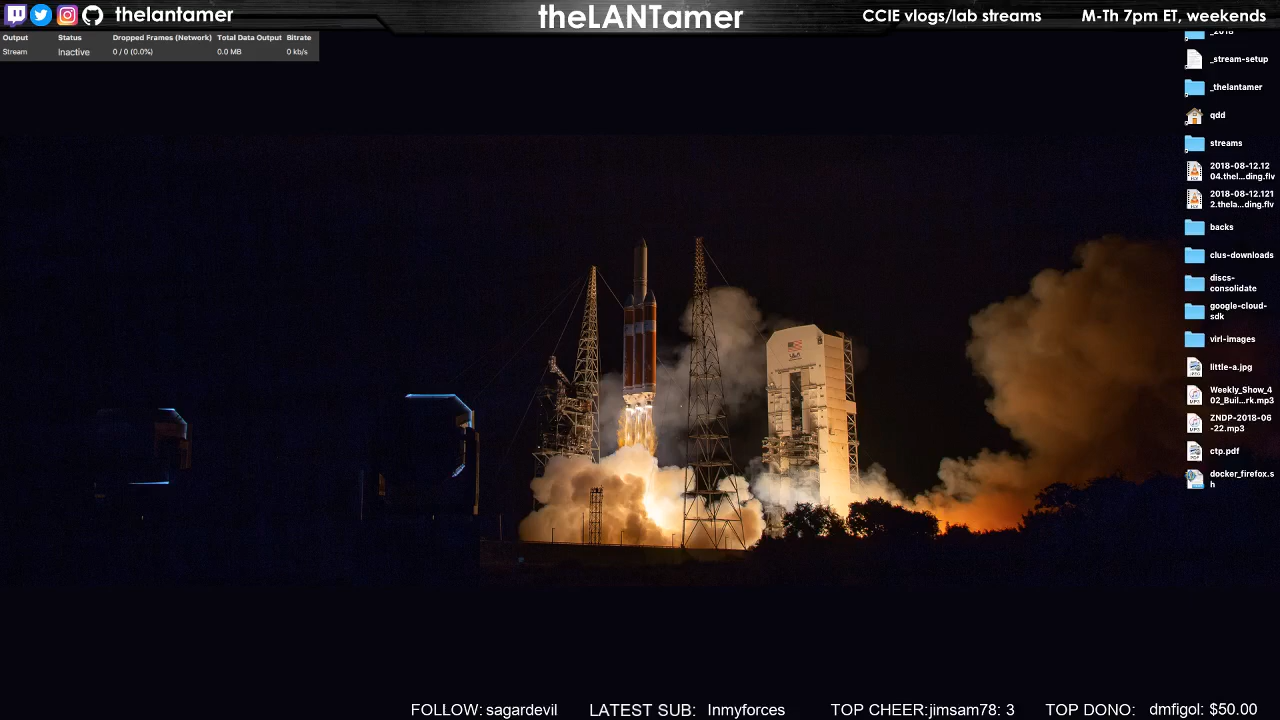 thelantamer
theLANTamer
CCIE vlogs/lab streams
M-Th 7pm ET, weekends
Output Status Dropped Frames (Network) Total Data Output Bitrate
Stream Inactive 0 / 0 (0.0%) 0.0 MB 0 kb/s
_2018
_stream-setup
_thelantamer
qdd
streams
2018-08-12.12
04.thel...ding.flv
2018-08-12.121
2.thela...ding.flv
backs
clus-downloads
discs-
consolidate
google-cloud-
sdk
virl-images
little-a.jpg
Weekly_Show_4
02_Buil...rk.mp3
ZNDP-2018-06
-22.mp3
ctp.pdf
docker_firefox.s
h
FOLLOW: sagardevil
LATEST SUB: Inmyforces
TOP CHEER:jimsam78: 3
TOP DONO: dmfigol: $50.00